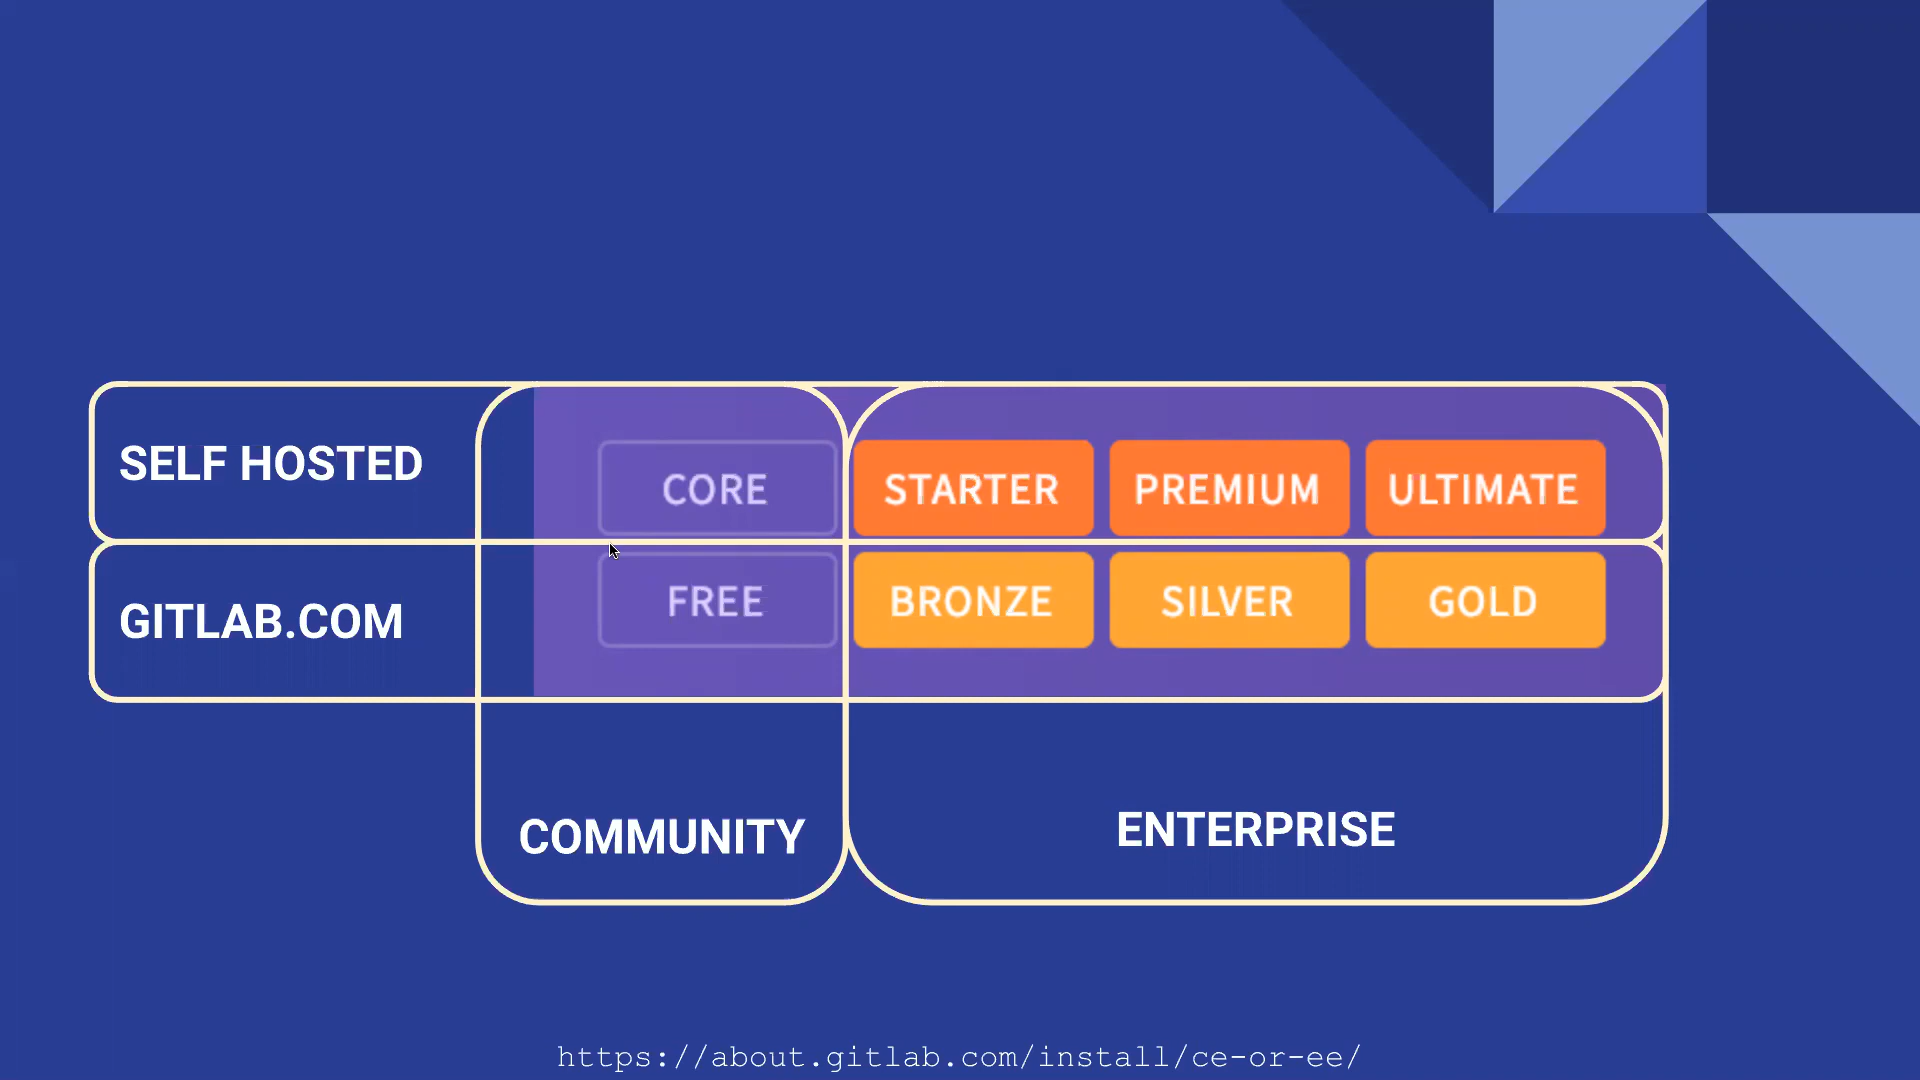 SELF HOSTED
CORE STARTER PREMIUM ULTIMATE
GITLAB.COM
FREE BRONZE SILVER GOLD
COMMUNITY
ENTERPRISE
https://about.gitlab.com/install/ce-or-ee/